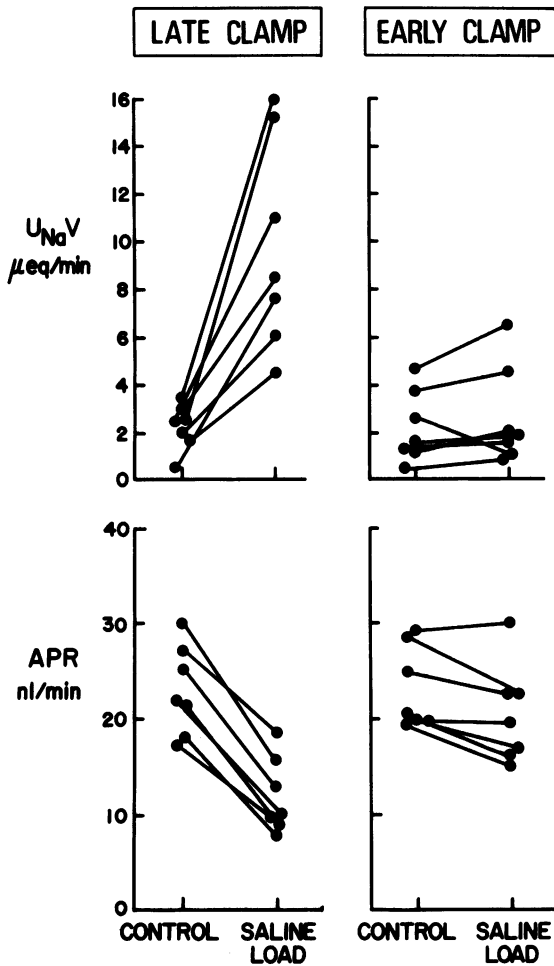 LATE CLAMP
EARLY CLAMP
16
14
12
10
8
6
4
2
0
UNaV
μeq/min
40
30
20
10
0
APR
nl/min
CONTROL
SALINE
LOAD
CONTROL
SALINE
LOAD